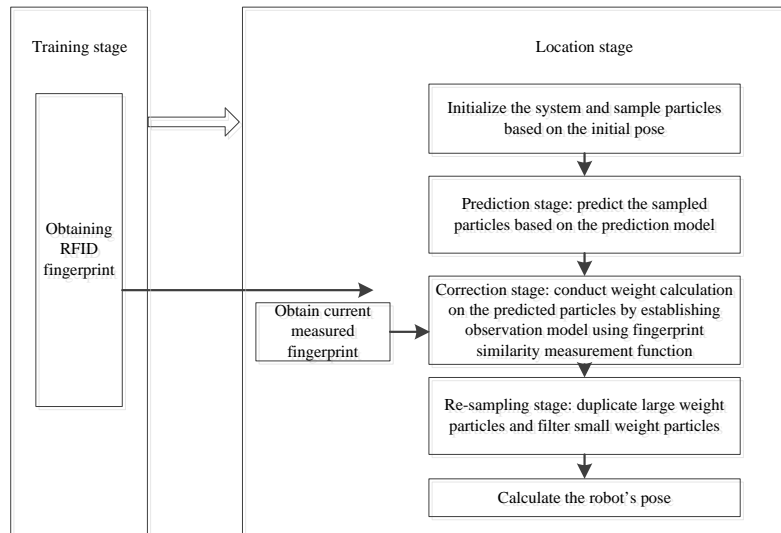 Training stage
Obtaining
RFID
fingerprint
Location stage
Initialize the system and sample particles
based on the initial pose
Prediction stage: predict the sampled
particles based on the prediction model
Obtain current
measured
fingerprint
Correction stage: conduct weight calculation
on the predicted particles by establishing
observation model using fingerprint
similarity measurement function
Re-sampling stage: duplicate large weight
particles and filter small weight particles
Calculate the robot's pose